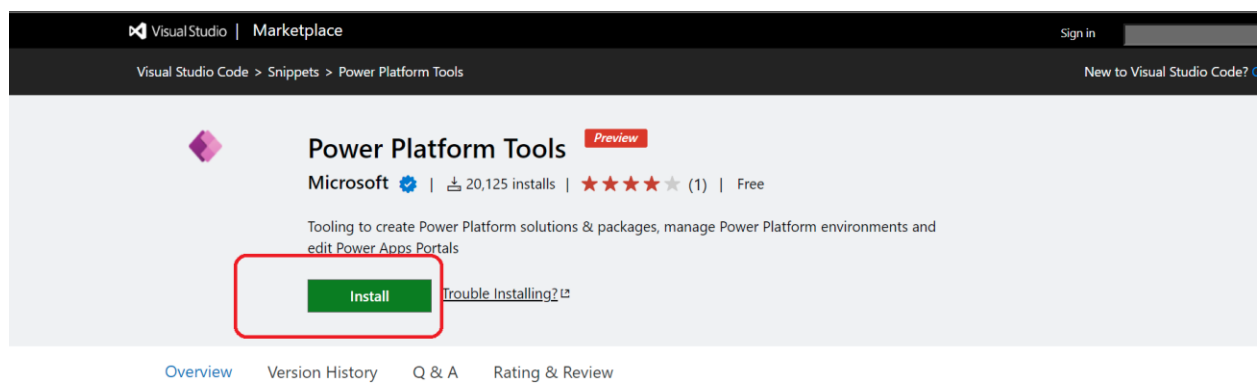 Visual Studio | Marketplace
Sign in
Visual Studio Code > Snippets > Power Platform Tools
New to Visual Studio Code?
Power Platform Tools Preview
Microsoft | 20,125 installs | (1) | Free
Tooling to create Power Platform solutions & packages, manage Power Platform environments and
edit Power Apps Portals
Install
Trouble Installing?
Overview Version History Q & A Rating & Review